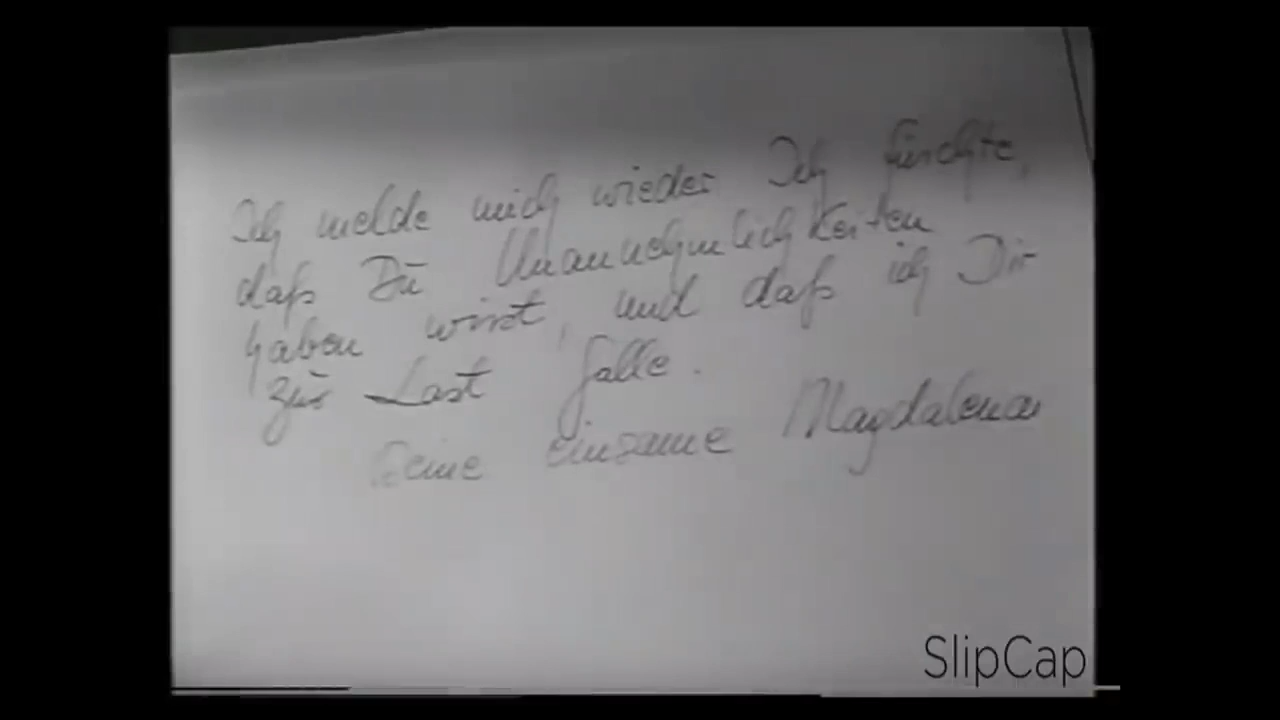 Ich melde mich wieder Ich fürchte,
daß Du Unannehmlichkeiten
haben wirst, und daß ich Dir
zur Last falle.
Deine einsame Magdalena
SlipCap